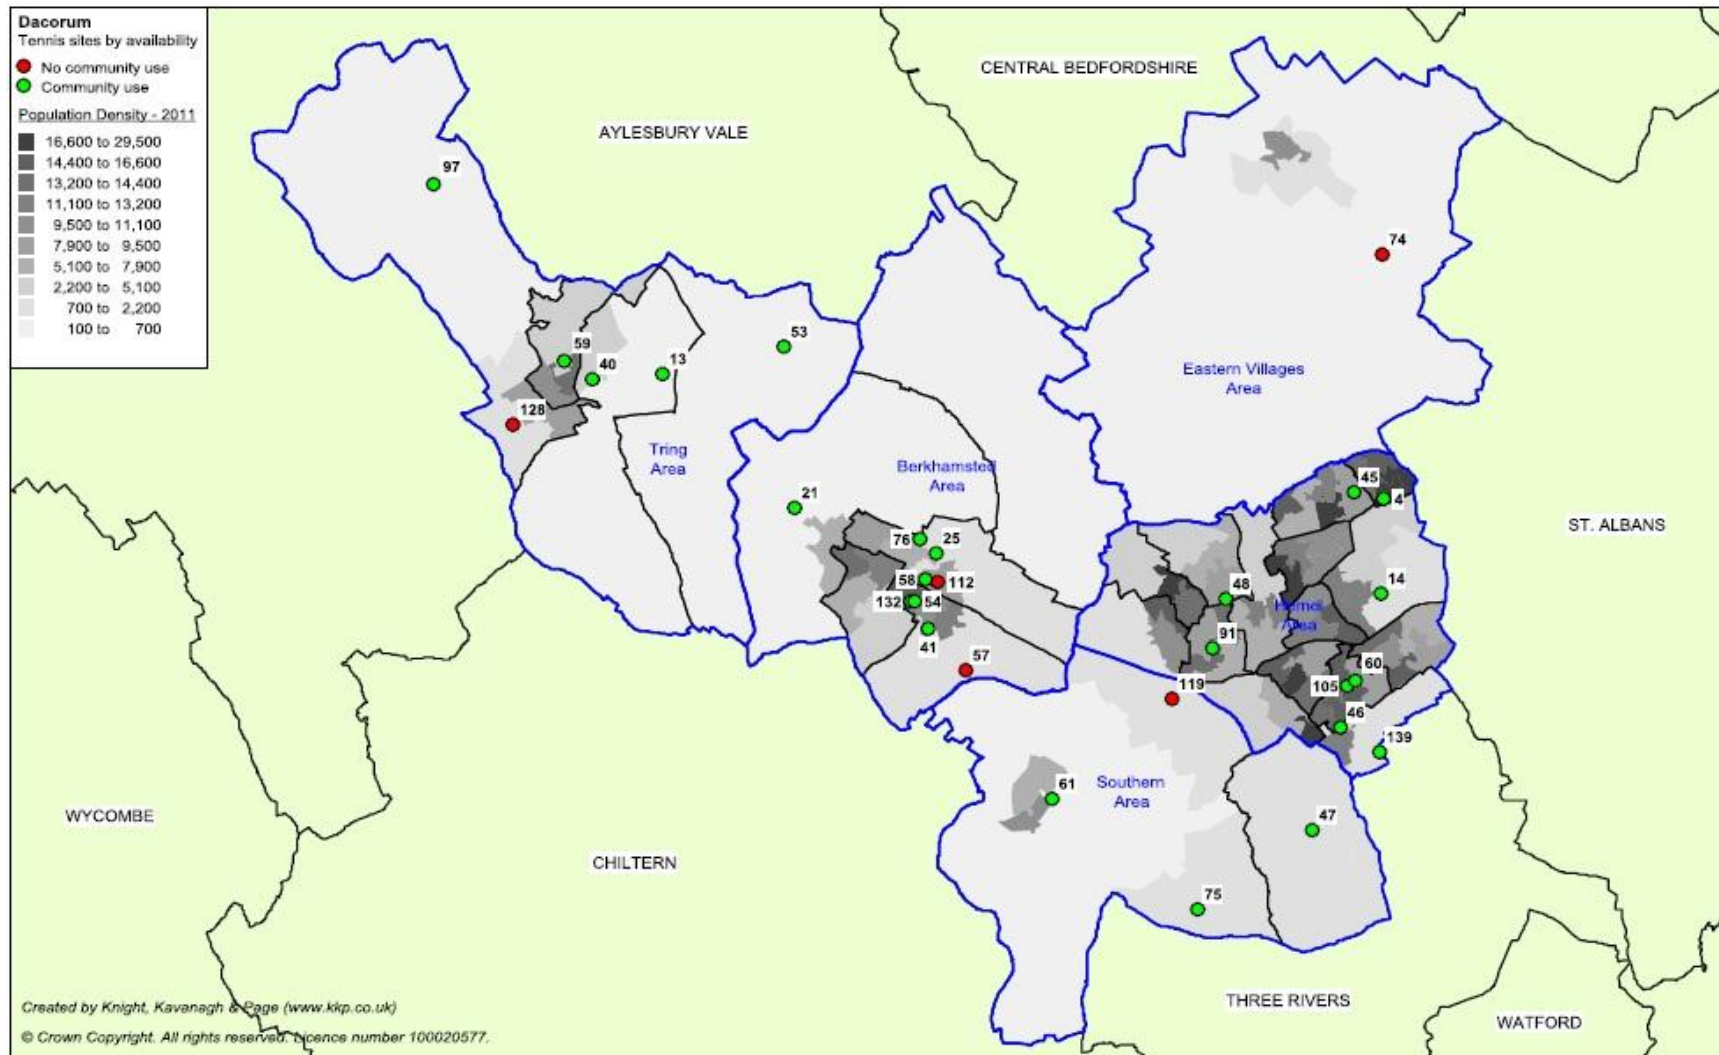 Dacorum
Tennis sites by availability
No community use
Community use
Population Density - 2011
16,600 to 29,500
14,400 to 16,600
13,200 to 14,400
11,100 to 13,200
9,500 to 11,100
7,900 to 9,500
5,100 to 7,900
2,200 to 5,100
700 to 2,200
100 to 700
CENTRAL BEDFORDSHIRE
AYLESBURY VALE
97
74
53
59
40
13
Eastern Villages
Area
128
Tring
Area
Berkhamsted
Area
45
4
21
ST. ALBANS
76
25
58
112
14
48
132
54
Hemel
Area
41
91
57
60
119
105
46
139
61
Southern
Area
WYCOMBE
47
CHILTERN
75
THREE RIVERS
WATFORD
Created by Knight, Kavanagh & Page (www.kkp.co.uk)
© Crown Copyright. All rights reserved. Licence number 100020577.